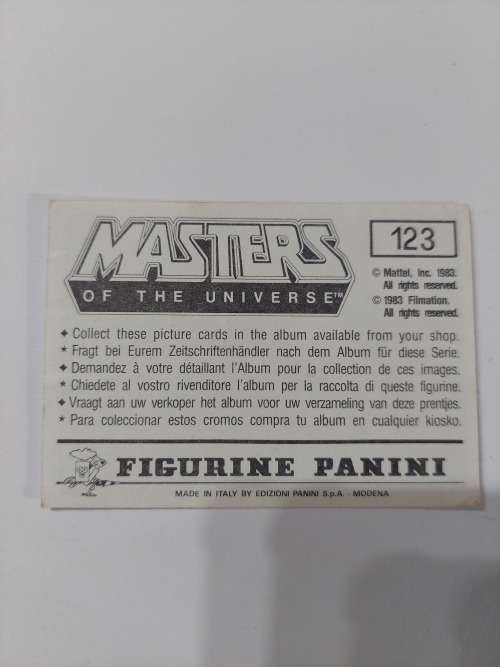 MASTERS
OF THE UNIVERSE™
123
© Mattel, Inc. 1983.
All rights reserved.
© 1983 Filmation.
All rights reserved.
✦ Collect these picture cards in the album available from your shop.
★ Fragt bei Eurem Zeitschriftenhändler nach dem Album für diese Serie.
✦ Demandez à votre détaillant l'Album pour la collection de ces images.
★ Chiedete al vostro rivenditore l'album per la raccolta di queste figurine.
✦ Vraagt aan uw verkoper het album voor uw verzameling van deze prentjes.
★ Para coleccionar estos cromos compra tu album en cualquier kiosko.
FIGURINE PANINI
MADE IN ITALY BY EDIZIONI PANINI S.p.A. - MODENA